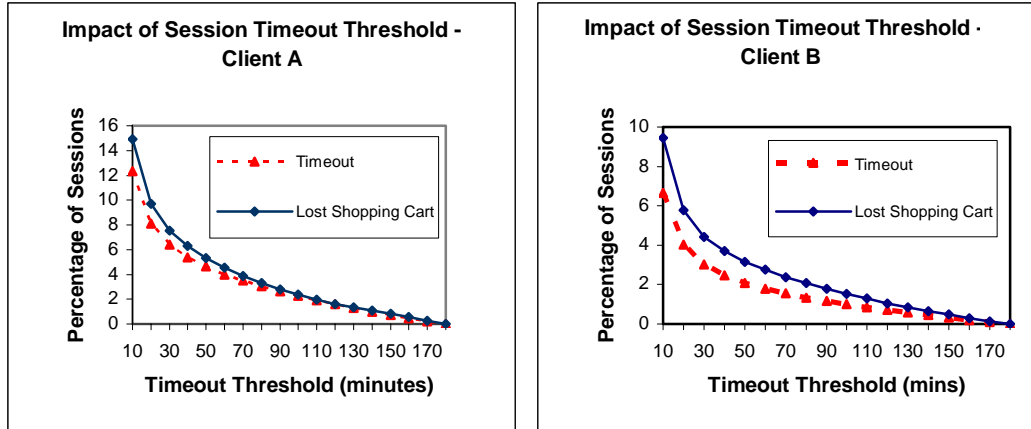 Impact of Session Timeout Threshold -
Client A
Percentage of Sessions
16
14
12
10
8
6
4
2
0
Timeout
Lost Shopping Cart
10 30 50 70 90 110 130 150 170
Timeout Threshold (minutes)
Impact of Session Timeout Threshold ·
Client B
Percentage of Sessions
10
8
6
4
2
0
Timeout
Lost Shopping Cart
10 30 50 70 90 110 130 150 170
Timeout Threshold (mins)